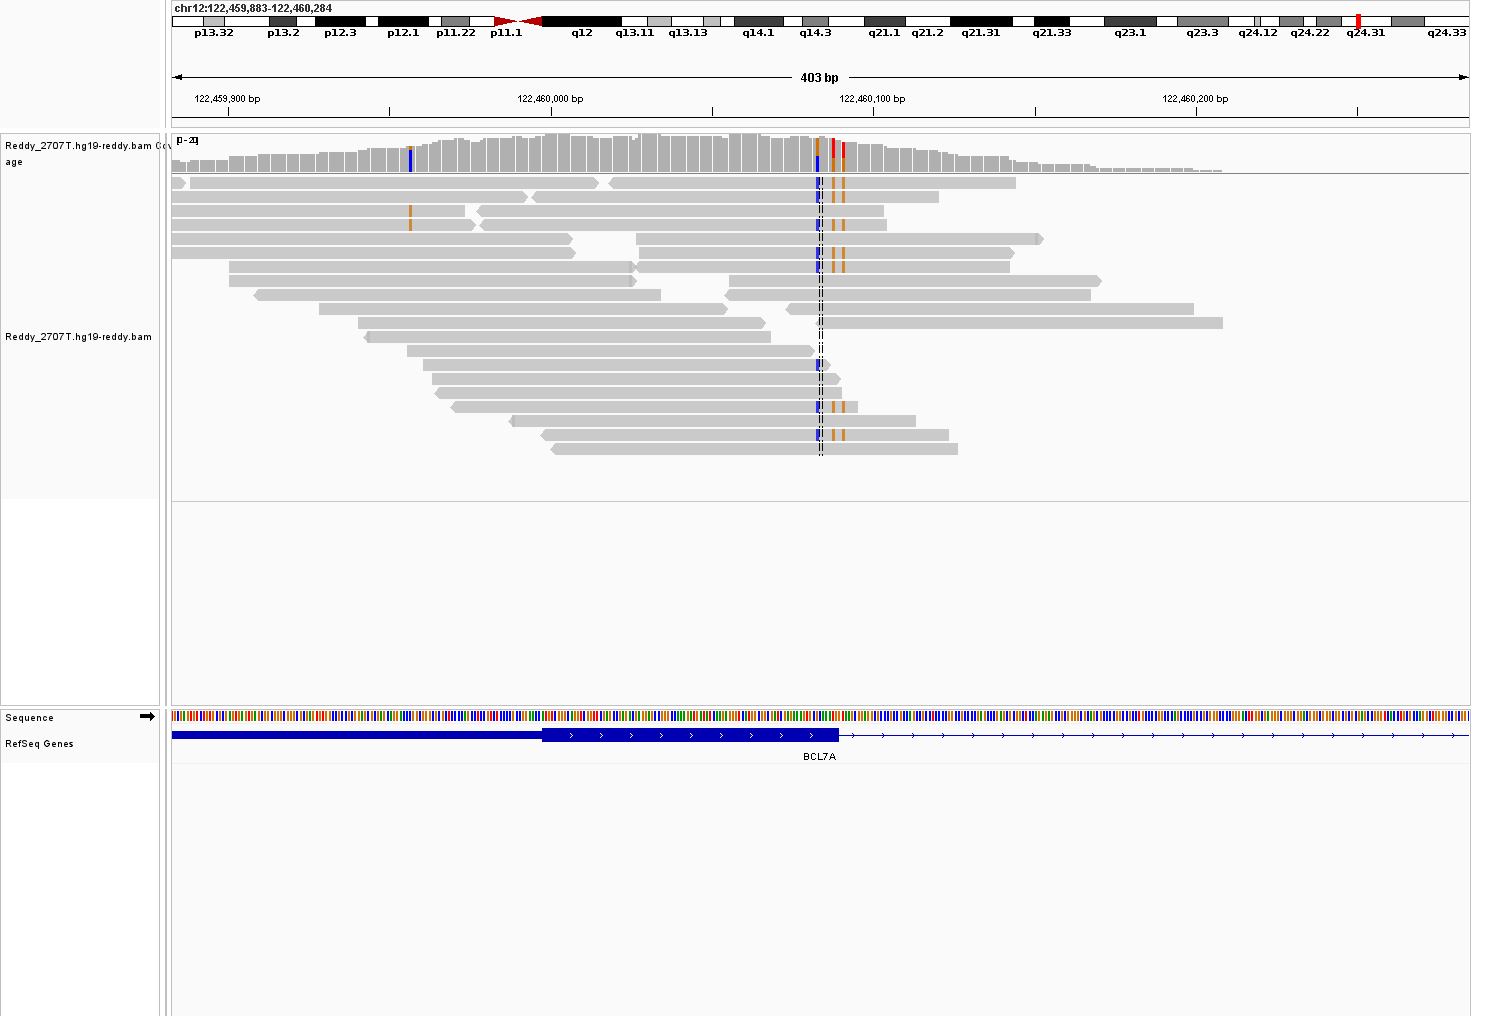 chr12:122,459,883-122,460,284
p13.32 p13.2 p12.3 p12.1 p11.22 p11.1 q12 q13.11 q13.13 q14.1 q14.3 q21.1 q21.2 q21.31 q21.33 q23.1 q23.3 q24.12 q24.22 q24.31 q24.33
403 bp
122,459,900 bp 122,460,000 bp 122,460,100 bp 122,460,200 bp
Reddy_2707T.hg19-reddy.bam Cov
age
[0 - 20]
Reddy_2707T.hg19-reddy.bam
Sequence
RefSeq Genes
BCL7A